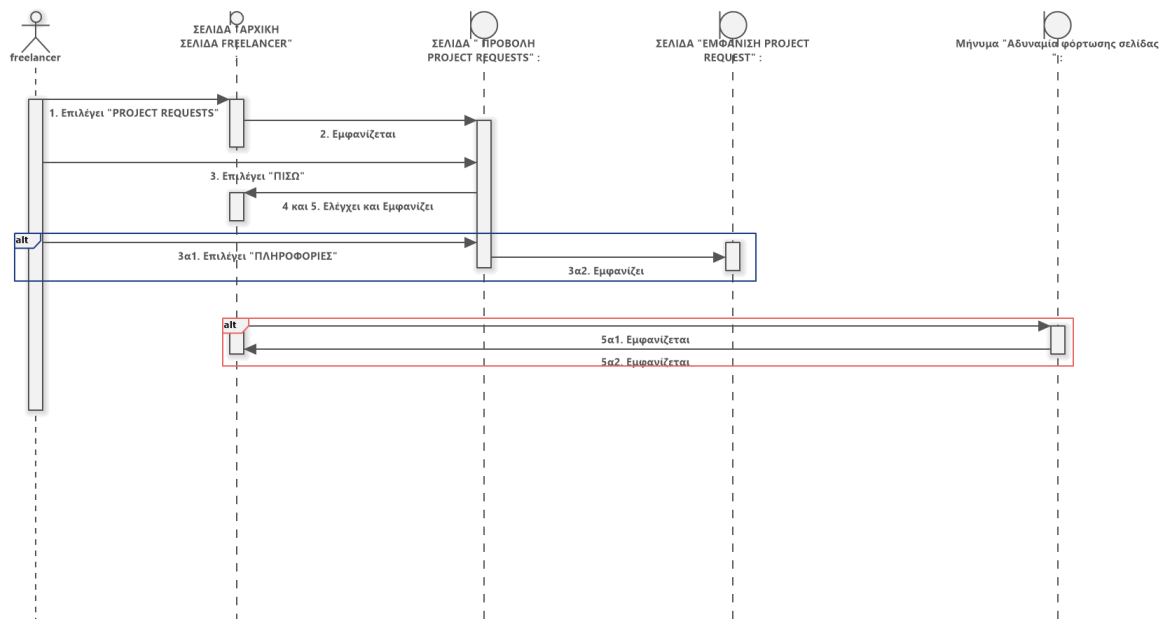 freelancer
ΣΕΛΙΔΑ "ΑΡΧΙΚΗ
ΣΕΛΙΔΑ FREELANCER"
:
ΣΕΛΙΔΑ " ΠΡΟΒΟΛΗ
PROJECT REQUESTS" :
ΣΕΛΙΔΑ "ΕΜΦΑΝΙΣΗ PROJECT
REQUEST" :
Μήνυμα "Αδυναμία φόρτωσης σελίδας
" :
1. Επιλέγει "PROJECT REQUESTS"
2. Εμφανίζεται
3. Επιλέγει "ΠΙΣΩ"
4 και 5. Ελέγχει και Εμφανίζει
alt
3α1. Επιλέγει "ΠΛΗΡΟΦΟΡΙΕΣ"
3α2. Εμφανίζει
alt
5α1. Εμφανίζεται
5α2. Εμφανίζεται